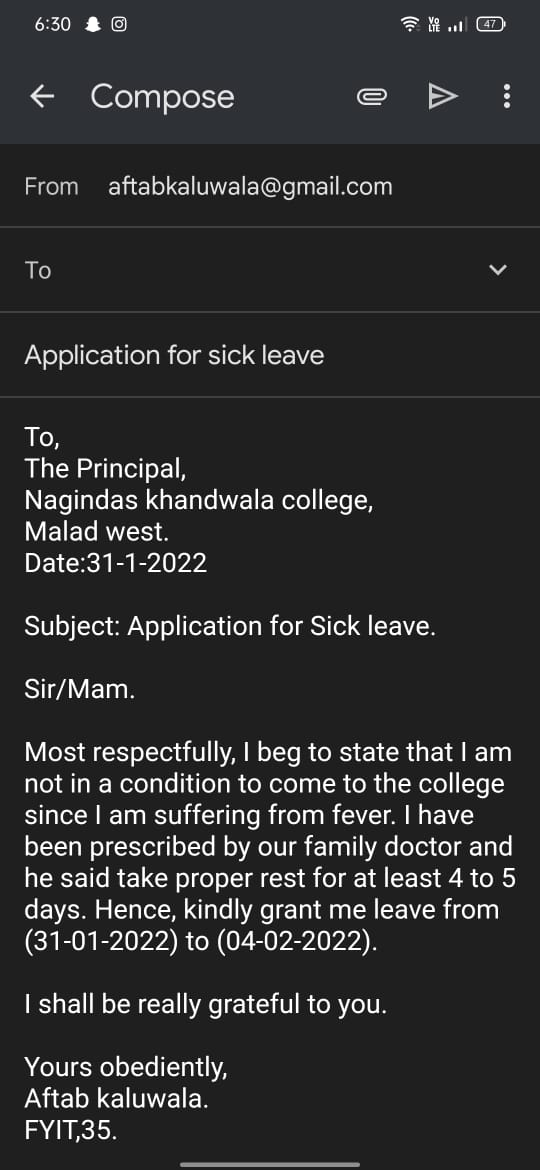 6:30
Vo
LTE
47
Compose
From aftabkaluwala@gmail.com
To
Application for sick leave
To,
The Principal,
Nagindas khandwala college,
Malad west.
Date:31-1-2022
Subject: Application for Sick leave.
Sir/Mam.
Most respectfully, I beg to state that I am
not in a condition to come to the college
since I am suffering from fever. I have
been prescribed by our family doctor and
he said take proper rest for at least 4 to 5
days. Hence, kindly grant me leave from
(31-01-2022) to (04-02-2022).
I shall be really grateful to you.
Yours obediently,
Aftab kaluwala.
FYIT,35.